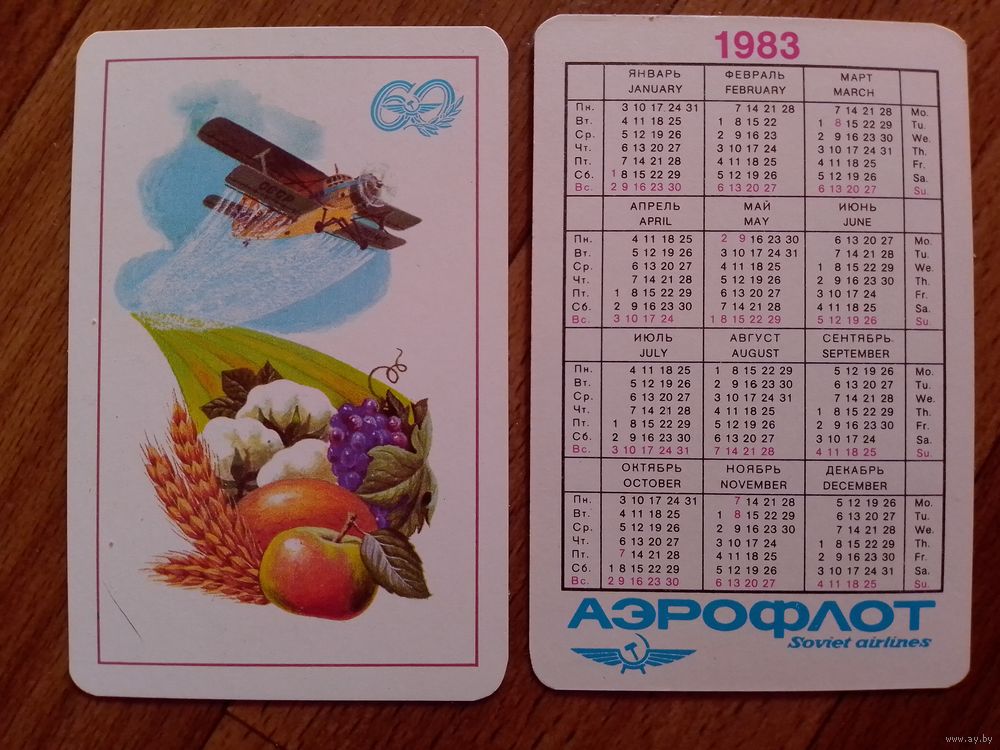 60
СССР
1983
ЯНВАРЬ ФЕВРАЛЬ МАРТ
JANUARY FEBRUARY MARCH
Пн. 3 10 17 24 31 7 14 21 28 7 14 21 28 Mo.
Вт. 4 11 18 25 1 8 15 22 1 8 15 22 29 Tu.
Ср. 5 12 19 26 2 9 16 23 2 9 16 23 30 We.
Чт. 6 13 20 27 3 10 17 24 3 10 17 24 31 Th.
Пт. 7 14 21 28 4 11 18 25 4 11 18 25 Fr.
Сб. 1 8 15 22 29 5 12 19 26 5 12 19 26 Sa.
Вс. 2 9 16 23 30 6 13 20 27 6 13 20 27 Su.
АПРЕЛЬ МАЙ ИЮНЬ
APRIL MAY JUNE
Пн. 4 11 18 25 2 9 16 23 30 6 13 20 27 Mo.
Вт. 5 12 19 26 3 10 17 24 31 7 14 21 28 Tu.
Ср. 6 13 20 27 4 11 18 25 1 8 15 22 29 We.
Чт. 7 14 21 28 5 12 19 26 2 9 16 23 30 Th.
Пт. 1 8 15 22 29 6 13 20 27 3 10 17 24 Fr.
Сб. 2 9 16 23 30 7 14 21 28 4 11 18 25 Sa.
Вс. 3 10 17 24 1 8 15 22 29 5 12 19 26 Su.
ИЮЛЬ АВГУСТ СЕНТЯБРЬ
JULY AUGUST SEPTEMBER
Пн. 4 11 18 25 1 8 15 22 29 5 12 19 26 Mo.
Вт. 5 12 19 26 2 9 16 23 30 6 13 20 27 Tu.
Ср. 6 13 20 27 3 10 17 24 31 7 14 21 28 We.
Чт. 7 14 21 28 4 11 18 25 1 8 15 22 29 Th.
Пт. 1 8 15 22 29 5 12 19 26 2 9 16 23 30 Fr.
Сб. 2 9 16 23 30 6 13 20 27 3 10 17 24 Sa.
Вс. 3 10 17 24 31 7 14 21 28 4 11 18 25 Su.
ОКТЯБРЬ НОЯБРЬ ДЕКАБРЬ
OCTOBER NOVEMBER DECEMBER
Пн. 3 10 17 24 31 7 14 21 28 5 12 19 26 Mo.
Вт. 4 11 18 25 1 8 15 22 29 6 13 20 27 Tu.
Ср. 5 12 19 26 2 9 16 23 30 7 14 21 28 We.
Чт. 6 13 20 27 3 10 17 24 1 8 15 22 29 Th.
Пт. 7 14 21 28 4 11 18 25 2 9 16 23 30 Fr.
Сб. 1 8 15 22 29 5 12 19 26 3 10 17 24 31 Sa.
Вс. 2 9 16 23 30 6 13 20 27 4 11 18 25 Su.
АЭРОФЛОТ
Soviet airlines
www.ay.by